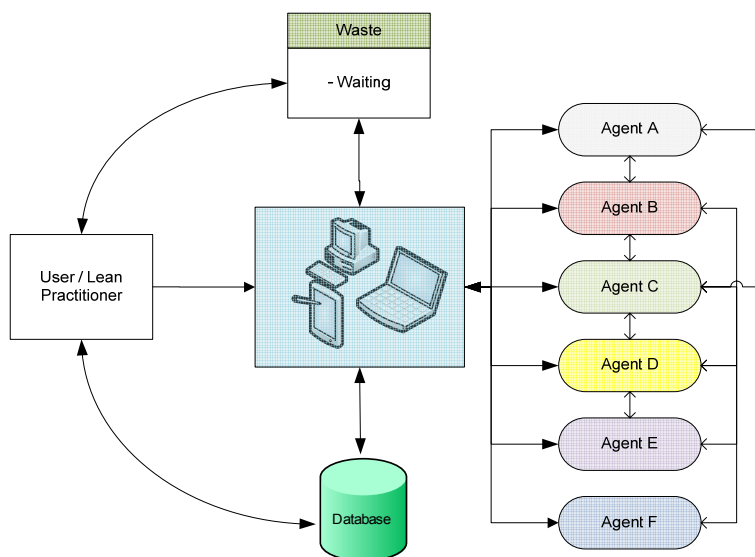 Waste
- Waiting
Agent A
Agent B
User / Lean
Practitioner
Agent C
Agent D
Agent E
Database
Agent F